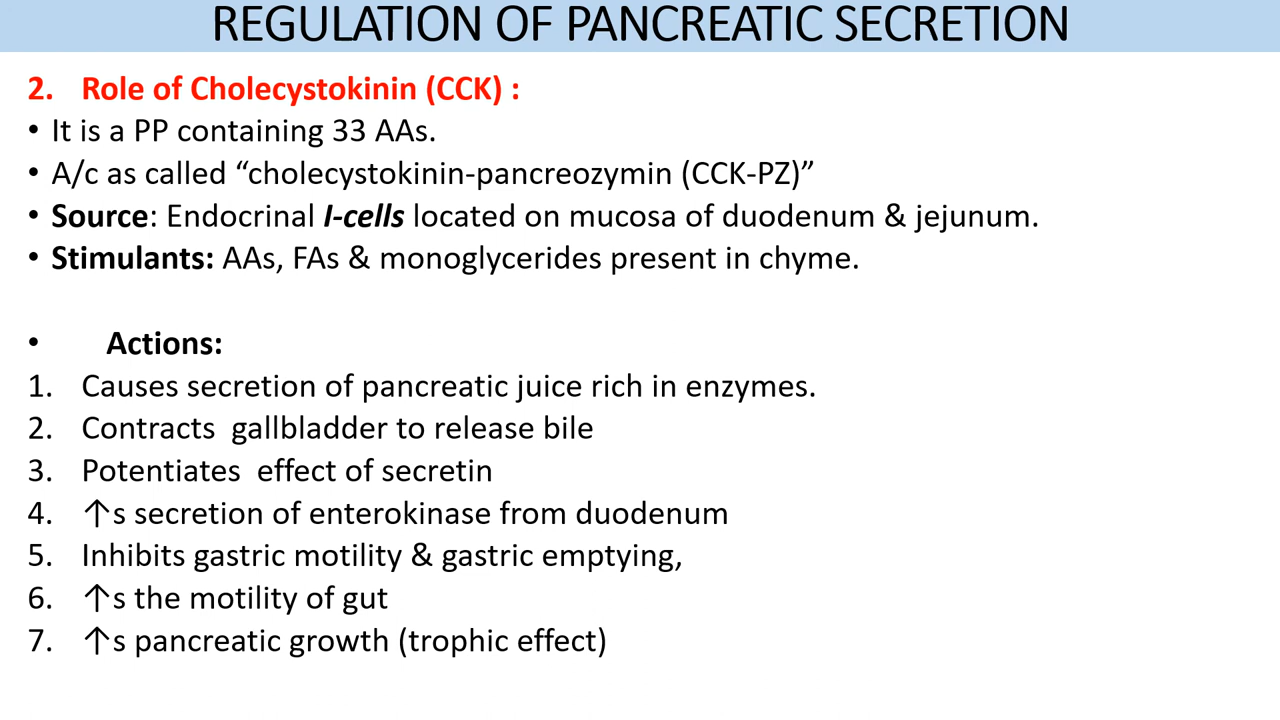 REGULATION OF PANCREATIC SECRETION
2. Role of Cholecystokinin (CCK) :
• It is a PP containing 33 AAs.
• A/c as called “cholecystokinin-pancreozymin (CCK-PZ)”
• Source: Endocrinal I-cells located on mucosa of duodenum & jejunum.
• Stimulants: AAs, FAs & monoglycerides present in chyme.
• Actions:
1. Causes secretion of pancreatic juice rich in enzymes.
2. Contracts gallbladder to release bile
3. Potentiates effect of secretin
4. ↑s secretion of enterokinase from duodenum
5. Inhibits gastric motility & gastric emptying,
6. ↑s the motility of gut
7. ↑s pancreatic growth (trophic effect)